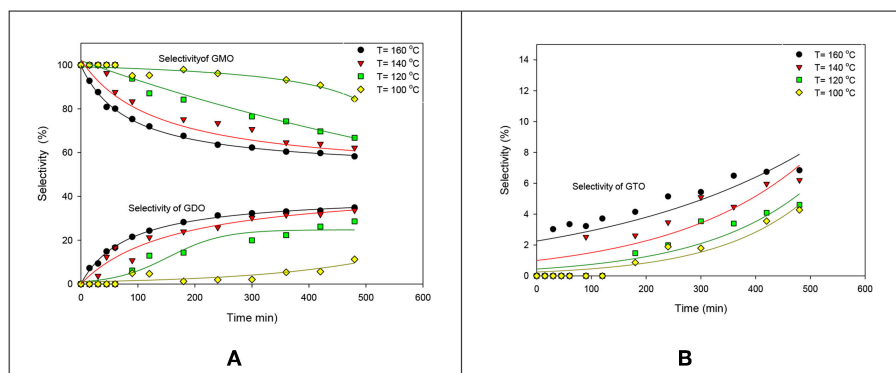 T= 160 °C
T= 140 °C
T= 120 °C
T= 100 °C
Selectivityof GMO
Selectivity of GDO
100
80
60
40
20
0
Selectivity (%)
0 100 200 300 400 500 600
Time min)
A
T= 160 °C
T= 140 °C
T= 120 °C
T= 100 °C
Selectivity of GTO
14
12
10
8
6
4
2
0
Selectivity (%)
0 100 200 300 400 500 600
Time (min)
B